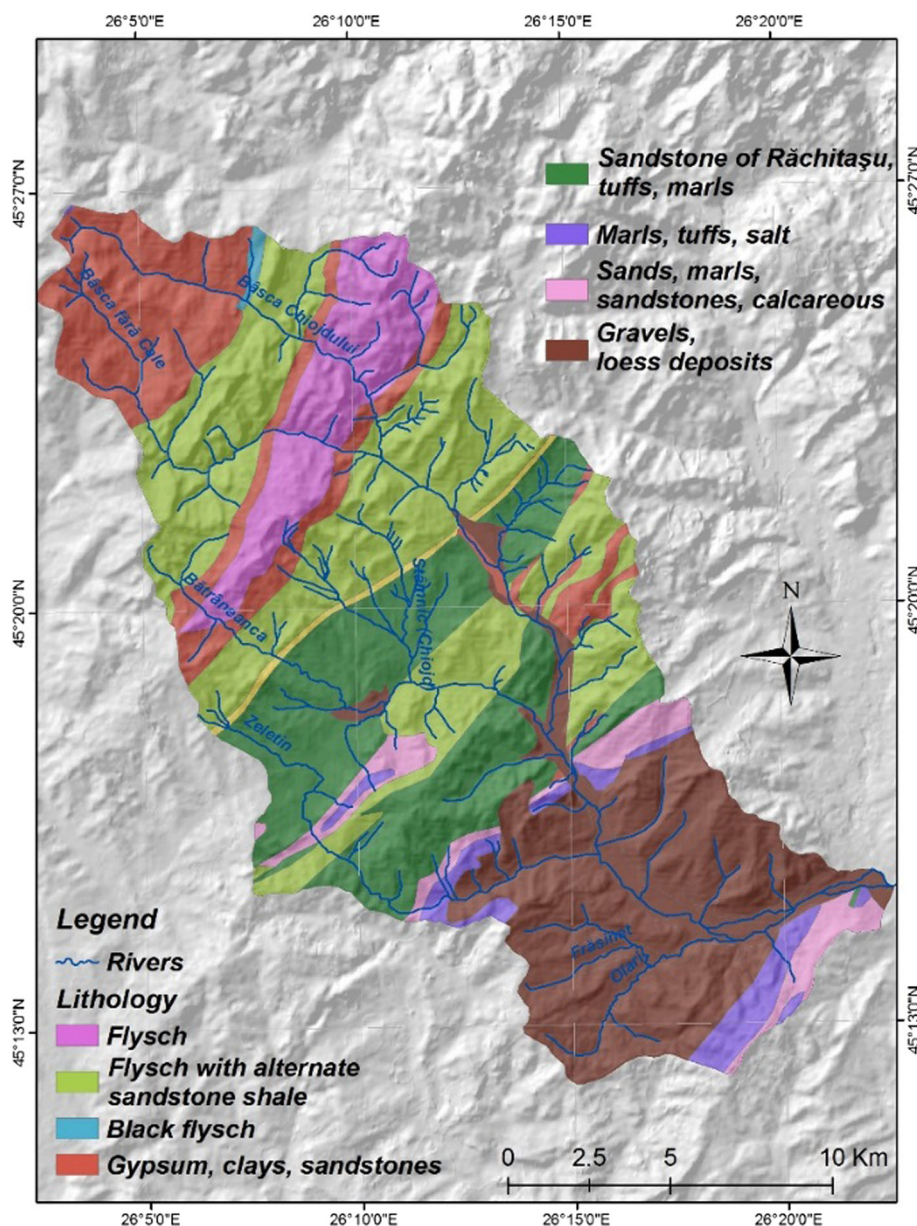 26°5'0"E
26°10'0"E
26°15'0"E
26°20'0"E
45°27'0"N
45°27'0"N
Sandstone of Răchitaşu,
tuffs, marls
Marls, tuffs, salt
Sands, marls,
sandstones, calcareous
Gravels,
loess deposits
Bâsca fără Cale
Bâsca Chiojdului
Bătrâneanca
Stâmnic (Chiojd)
Zeletin
45°20'0"N
45°20'0"N
N
Frăsinet
Olari
45°13'0"N
45°13'0"N
Legend
Rivers
Lithology
Flysch
Flysch with alternate
sandstone shale
Black flysch
Gypsum, clays, sandstones
0 2.5 5 10 Km
26°5'0"E
26°10'0"E
26°15'0"E
26°20'0"E